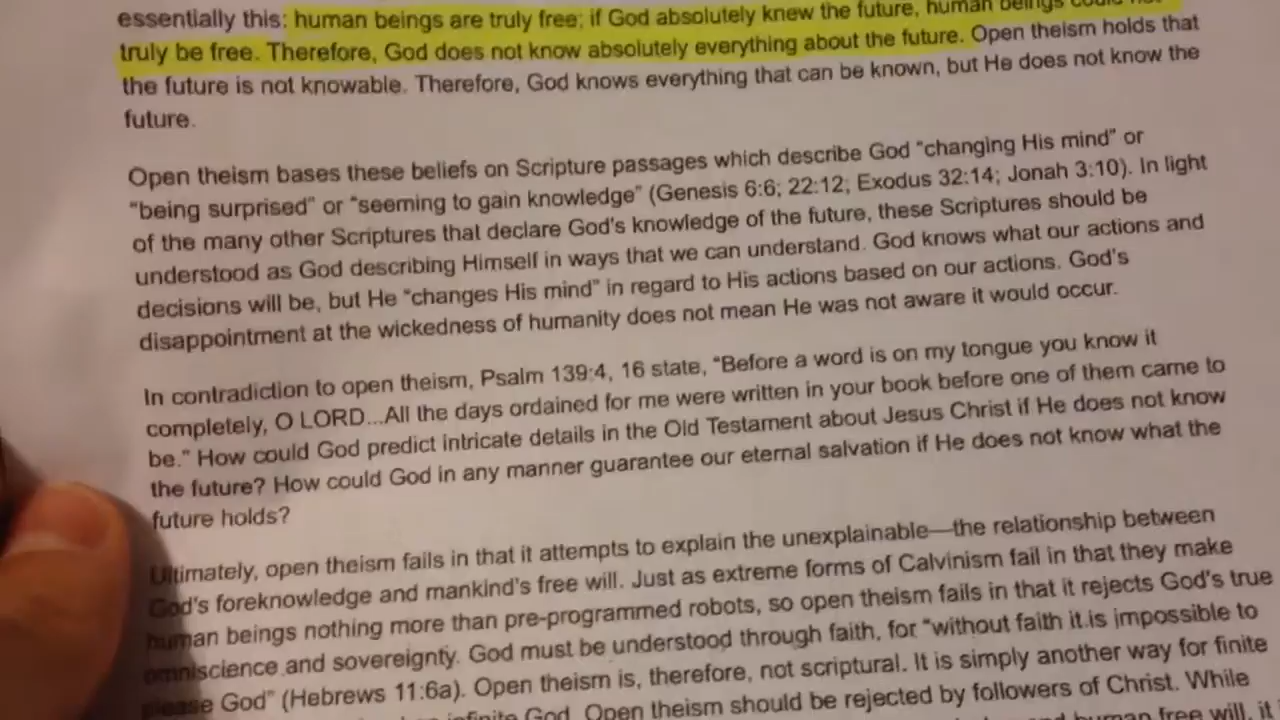 essentially this: human beings are truly free; if God absolutely knew the future, human beings could not
truly be free. Therefore, God does not know absolutely everything about the future. Open theism holds that
the future is not knowable. Therefore, God knows everything that can be known, but He does not know the
future.
Open theism bases these beliefs on Scripture passages which describe God "changing His mind" or
"being surprised" or "seeming to gain knowledge" (Genesis 6:6; 22:12; Exodus 32:14; Jonah 3:10). In light
of the many other Scriptures that declare God's knowledge of the future, these Scriptures should be
understood as God describing Himself in ways that we can understand. God knows what our actions and
decisions will be, but He "changes His mind" in regard to His actions based on our actions. God's
disappointment at the wickedness of humanity does not mean He was not aware it would occur.
In contradiction to open theism, Psalm 139:4, 16 state, "Before a word is on my tongue you know it
completely, O LORD...All the days ordained for me were written in your book before one of them came to
be." How could God predict intricate details in the Old Testament about Jesus Christ if He does not know
the future? How could God in any manner guarantee our eternal salvation if He does not know what the
future holds?
Ultimately, open theism fails in that it attempts to explain the unexplainable—the relationship between
God's foreknowledge and mankind's free will. Just as extreme forms of Calvinism fail in that they make
human beings nothing more than pre-programmed robots, so open theism fails in that it rejects God's true
omniscience and sovereignty. God must be understood through faith, for "without faith it is impossible to
please God" (Hebrews 11:6a). Open theism is, therefore, not scriptural. It is simply another way for finite
infinite God. Open theism should be rejected by followers of Christ. While
human free will, it